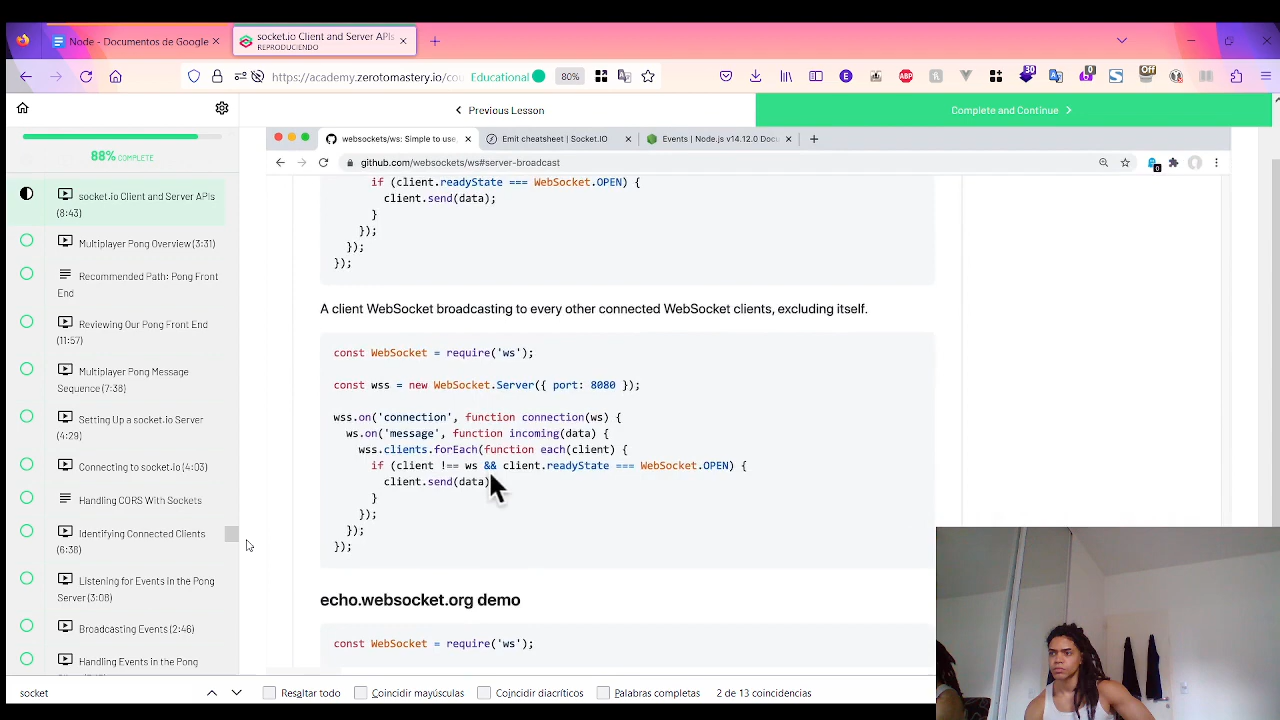 Node - Documentos de Google
socket.io Client and Server APIs
REPRODUCIENDO
https://academy.zerotomastery.io/cou
Educational
80%
30
0
Off
Previous Lesson
Complete and Continue
88% COMPLETE
socket.io Client and Server APIs
(8:43)
Multiplayer Pong Overview (3:31)
Recommended Path: Pong Front
End
Reviewing Our Pong Front End
(11:57)
Multiplayer Pong Message
Sequence (7:38)
Setting Up a socket.io Server
(4:29)
Connecting to socket.io (4:03)
Handling CORS With Sockets
Identifying Connected Clients
(6:38)
Listening for Events in the Pong
Server (3:08)
Broadcasting Events (2:46)
Handling Events in the Pong
websockets/ws: Simple to use,
Emit cheatsheet | Socket.IO
Events | Node.js v14.12.0 Docu
github.com/websockets/ws#server-broadcast
if (client.readyState === WebSocket.OPEN) {
client.send(data);
}
});
});
});
A client WebSocket broadcasting to every other connected WebSocket clients, excluding itself.
const WebSocket = require('ws');
const wss = new WebSocket.Server({ port: 8080 });
wss.on('connection', function connection(ws) {
ws.on('message', function incoming(data) {
wss.clients.forEach(function each(client) {
if (client !== ws && client.readyState === WebSocket.OPEN) {
client.send(data)
}
});
});
});
echo.websocket.org demo
const WebSocket = require('ws');
socket
Resaltar todo
Coincidir mayúsculas
Coincidir diacríticos
Palabras completas
2 de 13 coincidencias